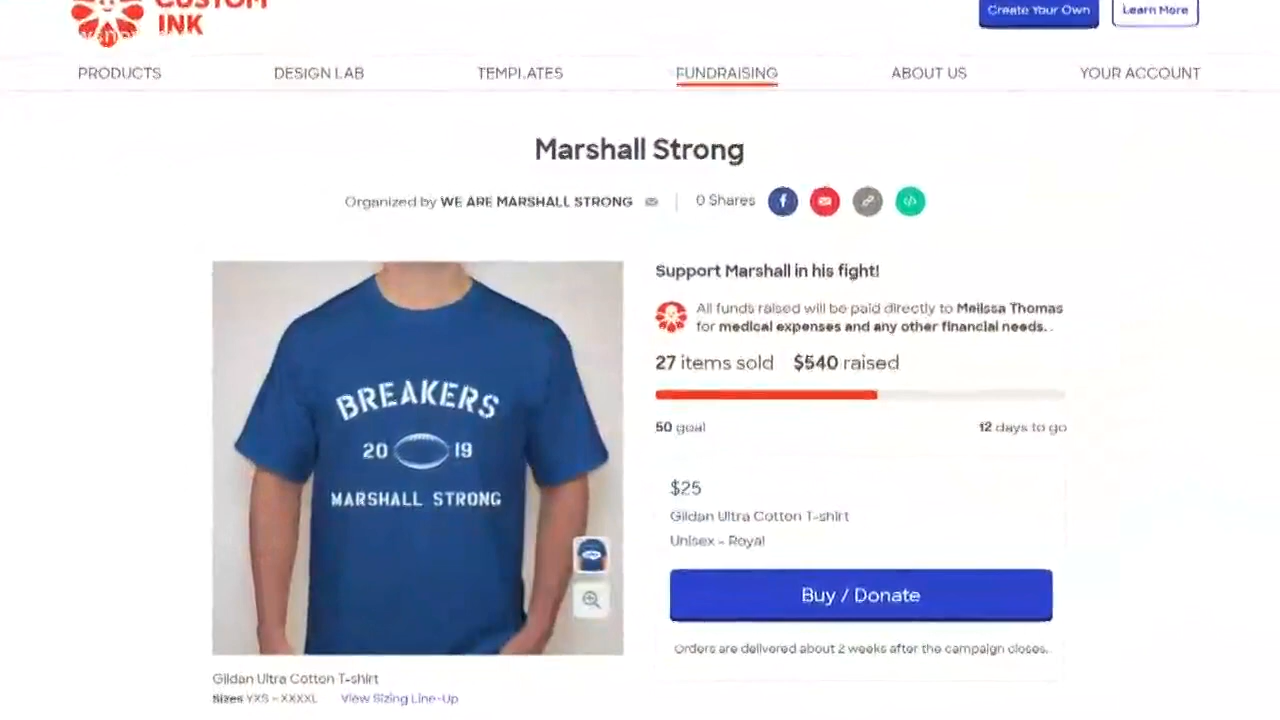 CUSTOM
INK
Create Your Own
Learn More
PRODUCTS
DESIGN LAB
TEMPLATES
FUNDRAISING
ABOUT US
YOUR ACCOUNT
Marshall Strong
Organized by WE ARE MARSHALL STRONG
0 Shares
Support Marshall in his fight!
All funds raised will be paid directly to Melissa Thomas
for medical expenses and any other financial needs. .
27 items sold $540 raised
50 goal
12 days to go
$25
Gildan Ultra Cotton T-shirt
Unisex - Royal
Buy / Donate
Orders are delivered about 2 weeks after the campaign closes.
BREAKERS
20 19
MARSHALL STRONG
Gildan Ultra Cotton T-shirt
Sizes YXS - XXXXL
View Sizing Line-Up